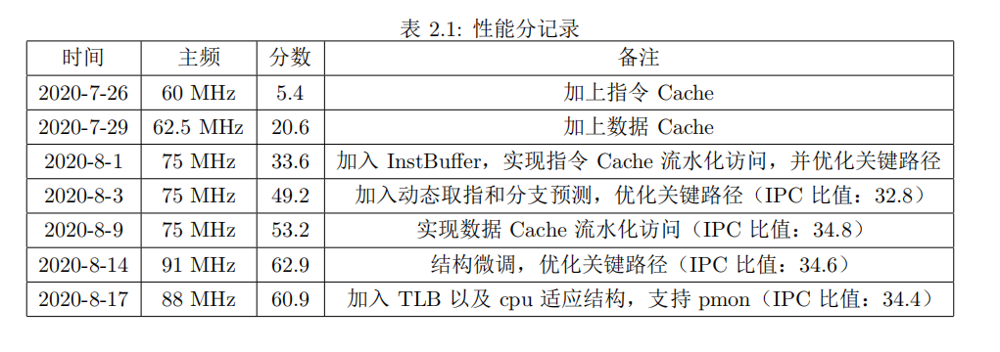 表 2.1: 性能分记录
时间 主频 分数 备注
2020-7-26 60 MHz 5.4 加上指令 Cache
2020-7-29 62.5 MHz 20.6 加上数据 Cache
2020-8-1 75 MHz 33.6 加入 InstBuffer，实现指令 Cache 流水化访问，并优化关键路径
2020-8-3 75 MHz 49.2 加入动态取指和分支预测，优化关键路径（IPC 比值：32.8）
2020-8-9 75 MHz 53.2 实现数据 Cache 流水化访问（IPC 比值：34.8）
2020-8-14 91 MHz 62.9 结构微调，优化关键路径（IPC 比值：34.6）
2020-8-17 88 MHz 60.9 加入 TLB 以及 cpu 适应结构，支持 pmon（IPC 比值：34.4）